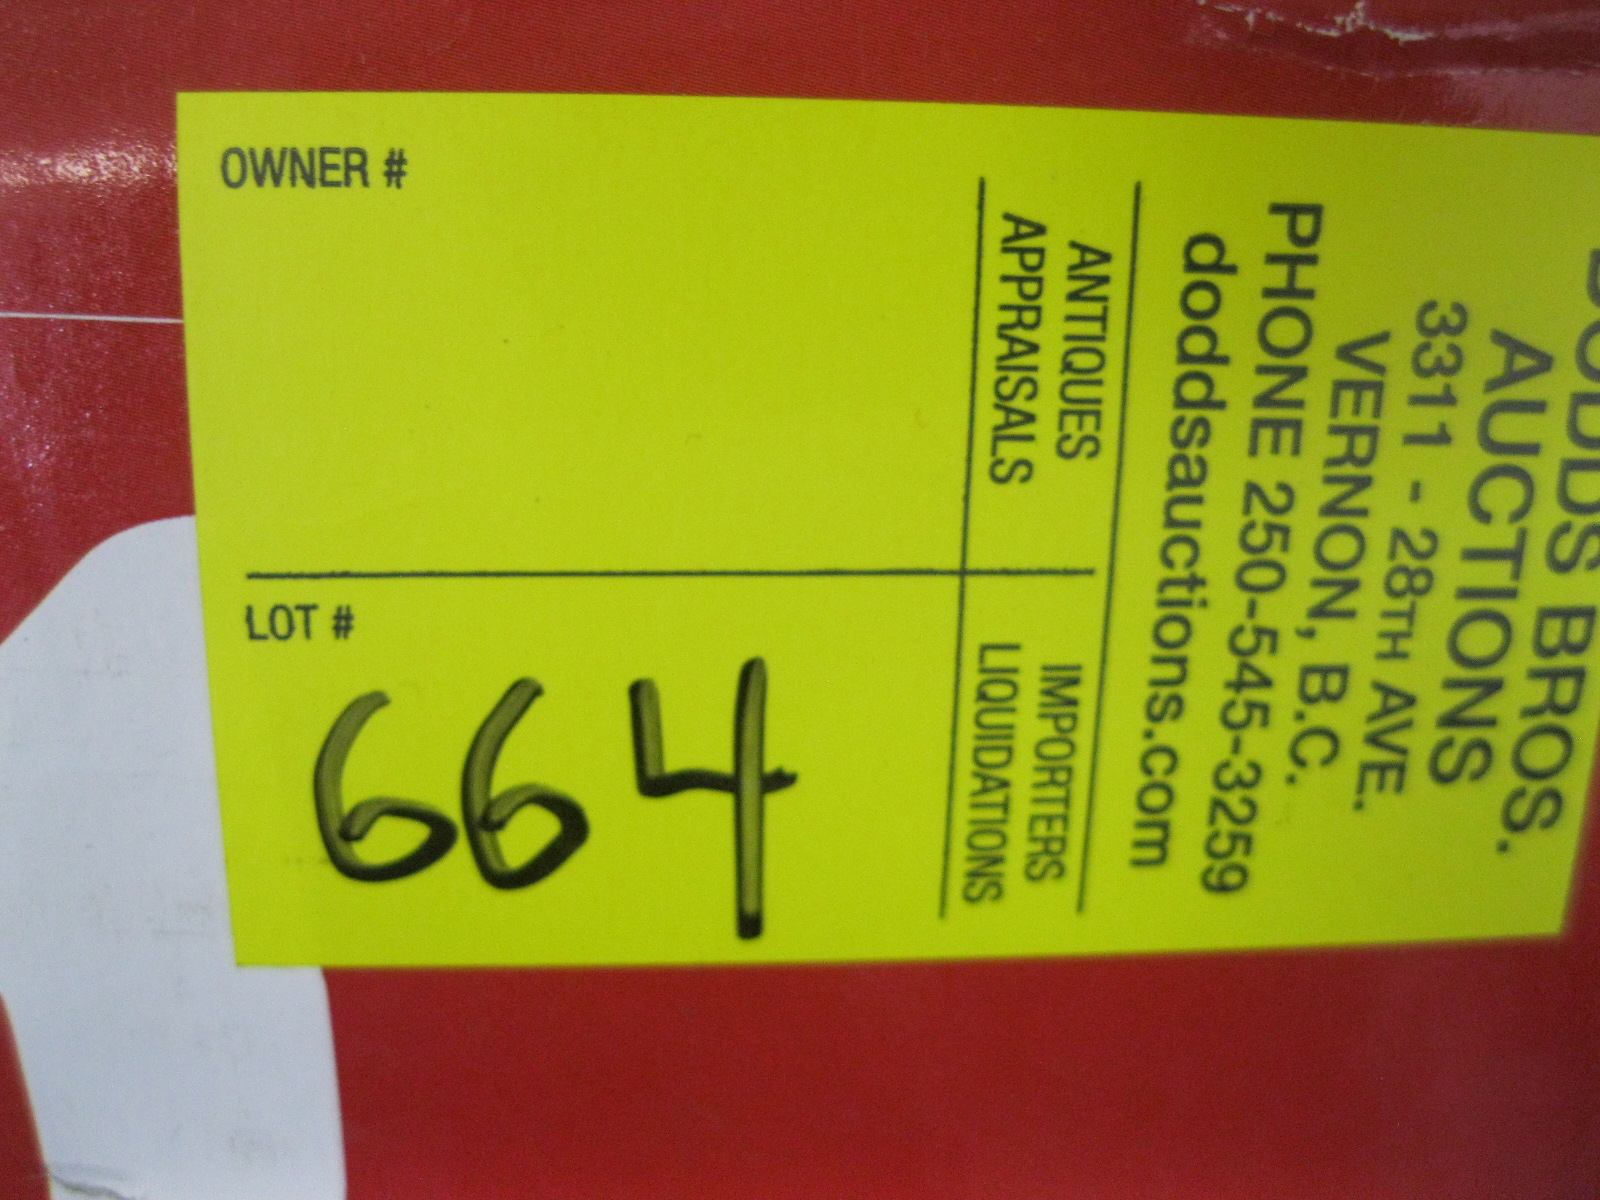 DODDS BROS.
AUCTIONS
3311 - 28TH AVE.
VERNON, B.C.
PHONE 250-545-3259
doddsauctions.com
ANTIQUES
APPRAISALS
IMPORTERS
LIQUIDATIONS
OWNER #
LOT #
664